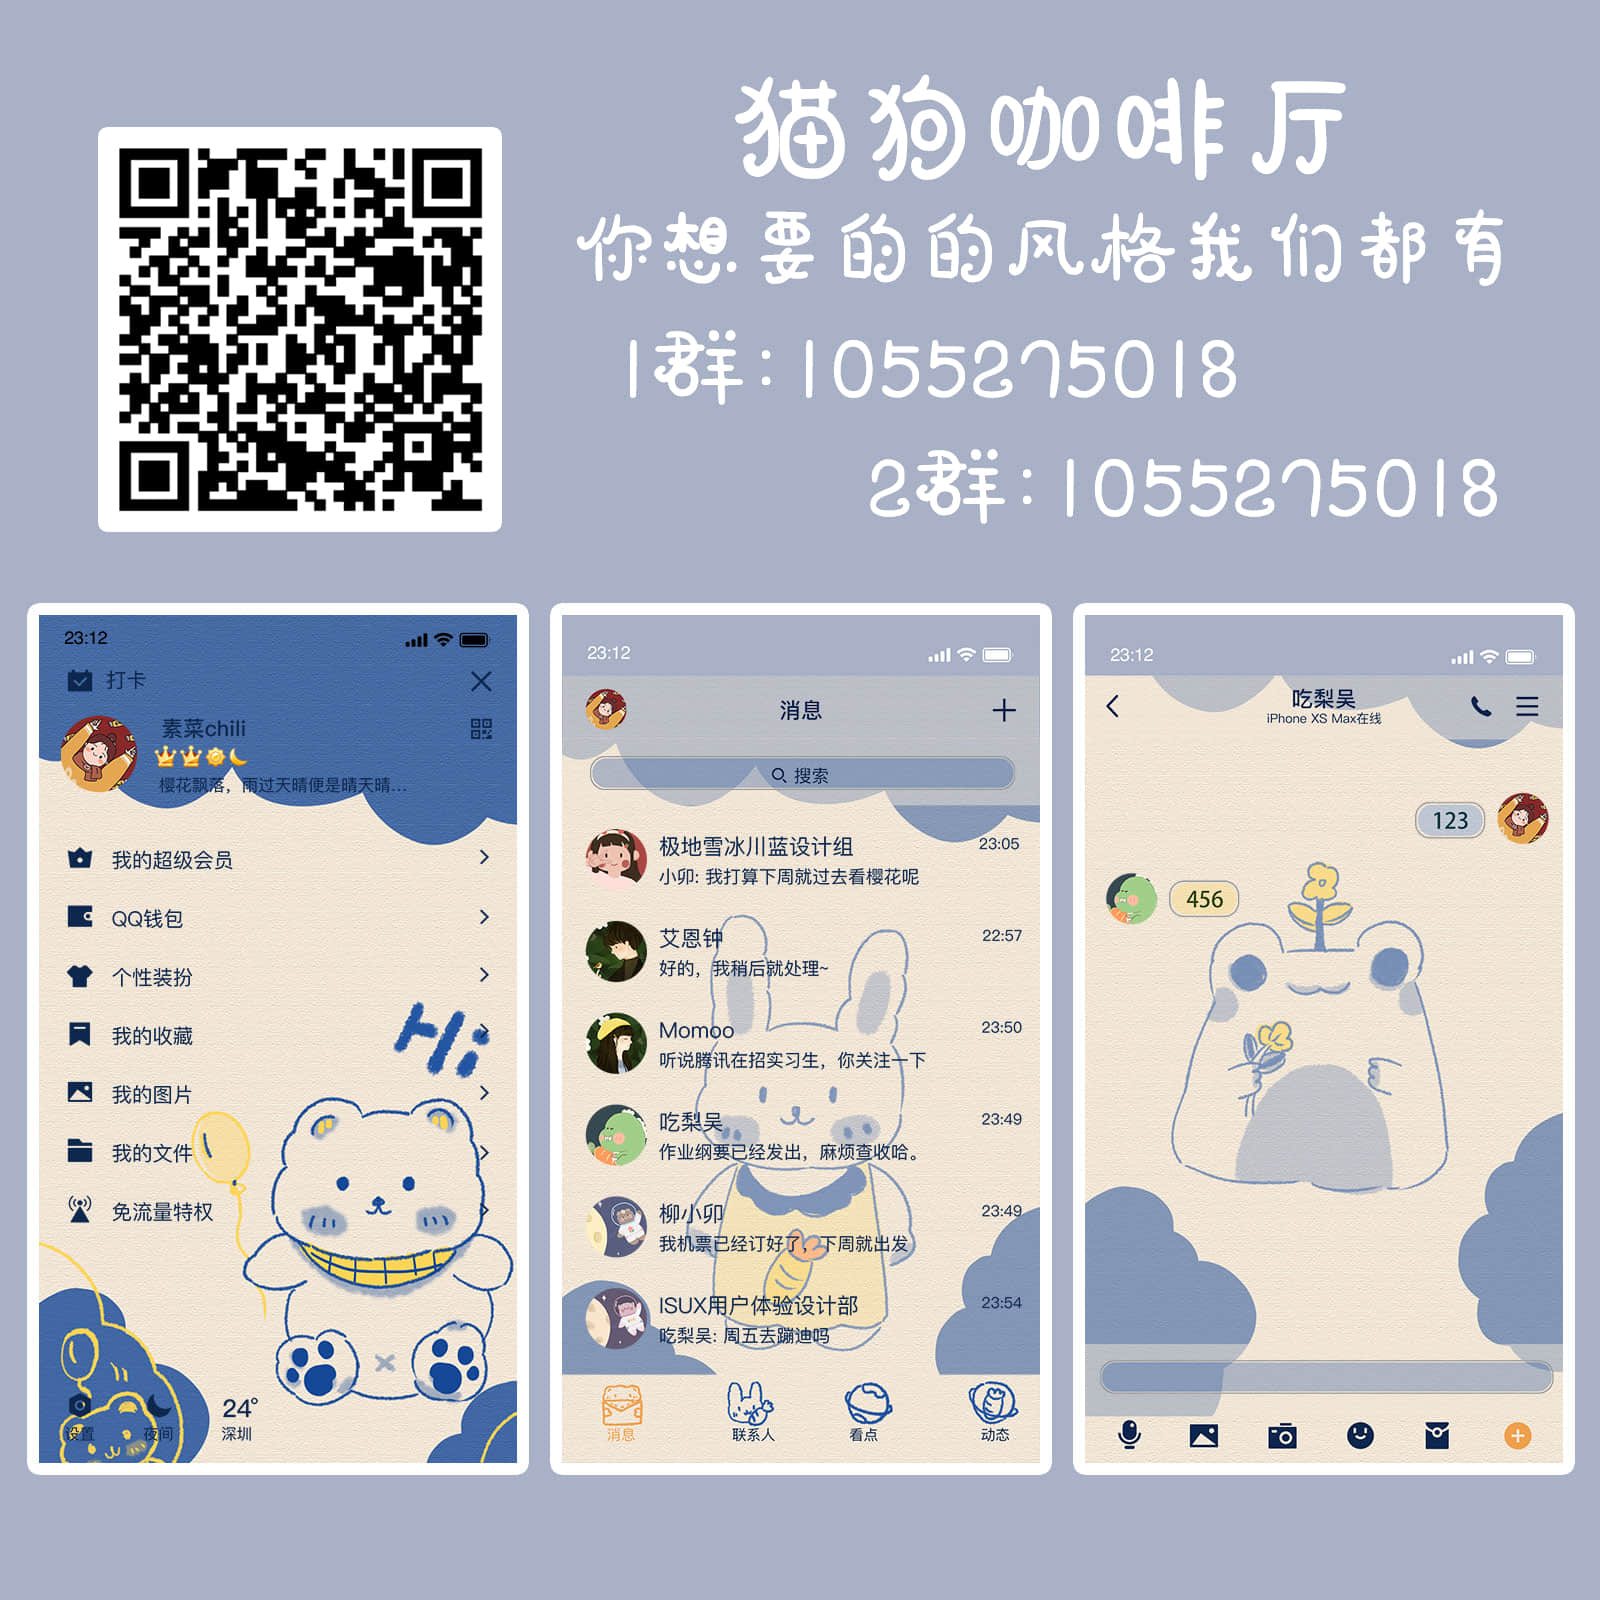 猫狗咖啡厅
你想要的的风格我们都有
1群:1055275018
2群:1055275018
23:12
打卡
素菜chili
樱花飘落，雨过天晴便是晴天晴...
我的超级会员
QQ钱包
个性装扮
我的收藏
Hi
我的图片
我的文件
免流量特权
24°
设置
夜间
深圳
23:12
消息
搜索
极地雪冰川蓝设计组
23:05
小卯: 我打算下周就过去看樱花呢
艾恩钟
22:57
好的，我稍后就处理~
Momoo
23:50
听说腾讯在招实习生，你关注一下
吃梨吴
23:49
作业纲要已经发出，麻烦查收哈。
柳小卯
23:49
我机票已经订好了，下周就出发
ISUX用户体验设计部
23:54
吃梨吴: 周五去蹦迪吗
消息
联系人
看点
动态
23:12
吃梨吴
iPhone XS Max在线
123
456